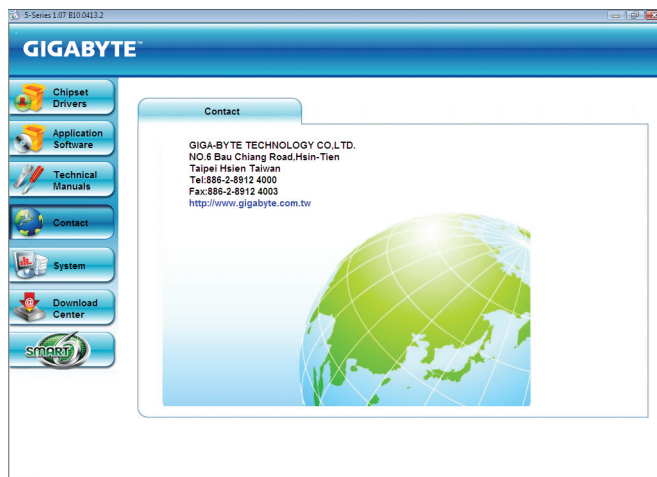 5-Series 1.07 B10.0413.2
GIGABYTE™
Chipset
Drivers
Application
Software
Technical
Manuals
Contact
System
Download
Center
SMART6
Contact
GIGA-BYTE TECHNOLOGY CO,LTD.
NO.6 Bau Chiang Road,Hsin-Tien
Taipei Hsien Taiwan
Tel:886-2-8912 4000
Fax:886-2-8912 4003
http://www.gigabyte.com.tw